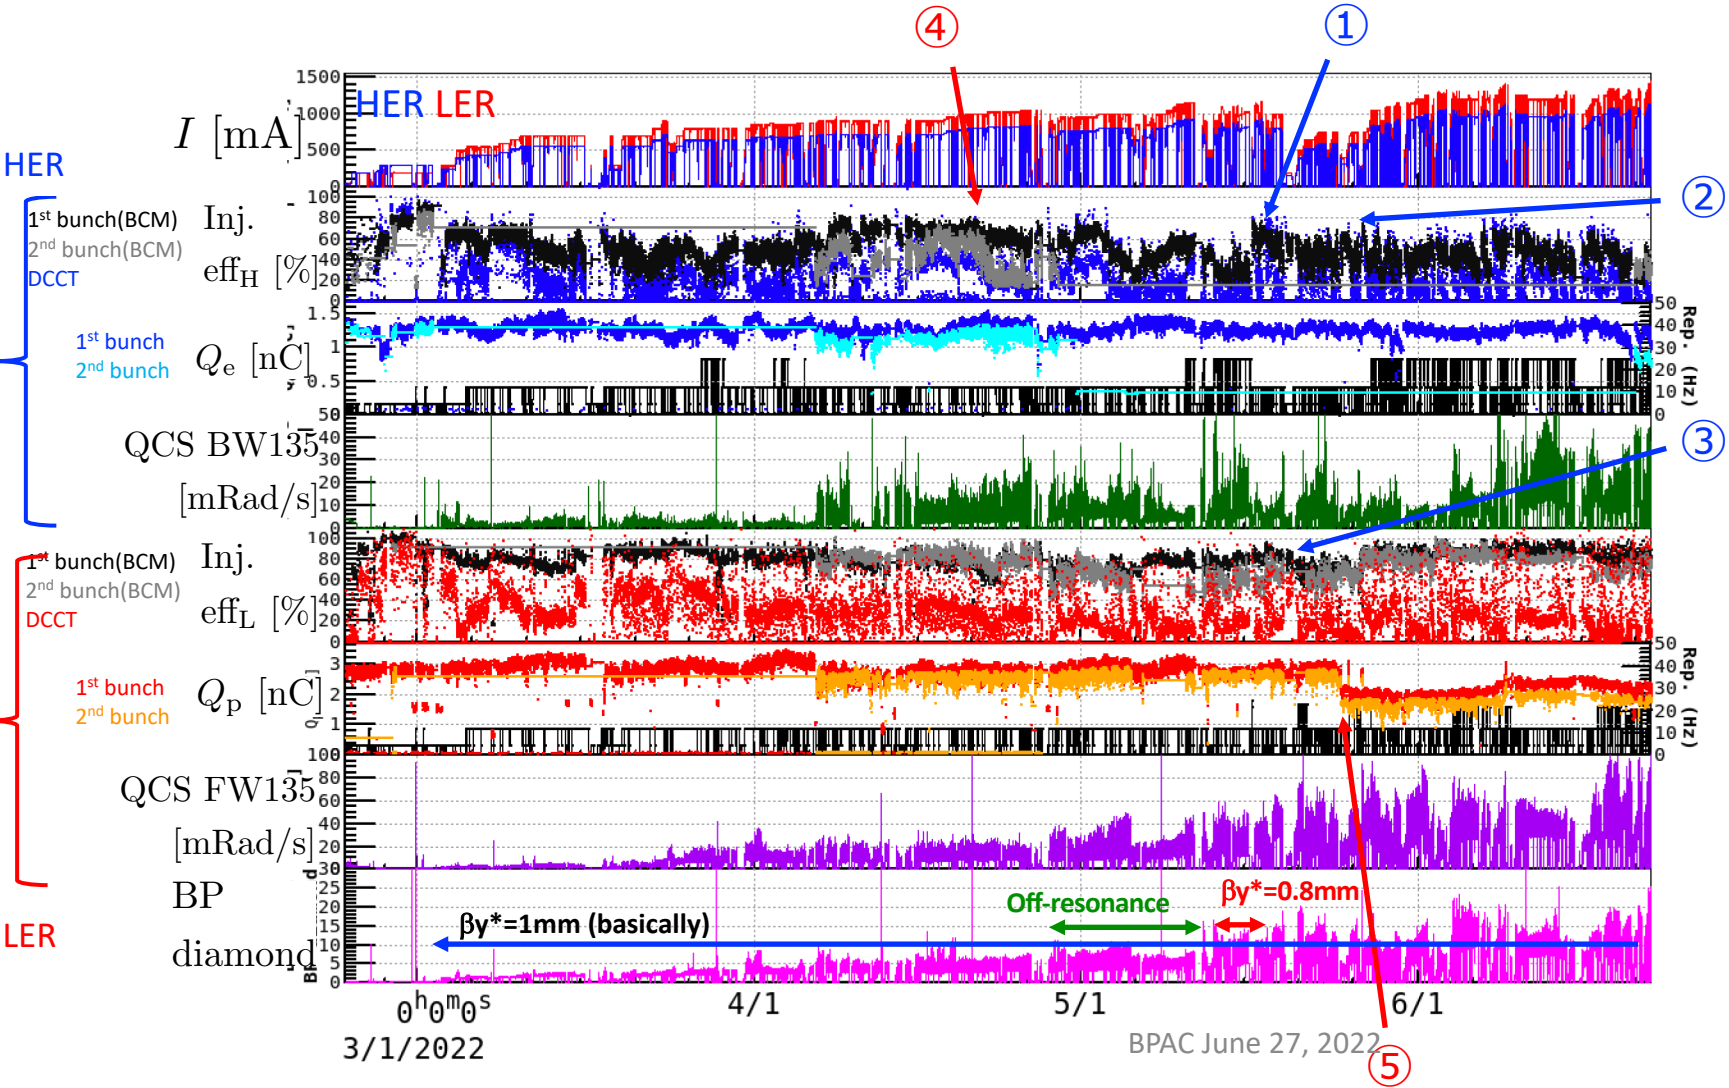 ④
①
1500
HER LER
I [mA]
1000
500
0
HER
②
100
1st bunch(BCM)
Inj.
80
2nd bunch(BCM)
60
DCCT
effH [%]
40
20
0
1.5
50
1st bunch
Qe [nC]
1
40
2nd bunch
30
0.5
20
10
0
Rep. (Hz)
50
QCS BW135
40
③
30
[mRad/s]
20
10
0
100
1st bunch(BCM)
Inj.
80
2nd bunch(BCM)
60
DCCT
effL [%]
40
20
0
50
3
40
1st bunch
Qp [nC]
30
2nd bunch
2
20
1
10
0
Rep. (Hz)
100
QCS FW135
80
60
40
[mRad/s]
20
30
BP
25
βy*=0.8mm
Off-resonance
20
βy*=1mm (basically)
LER
15
diamond
10
5
0
0h0m0s
4/1
5/1
6/1
3/1/2022
BPAC June 27, 2022
⑤